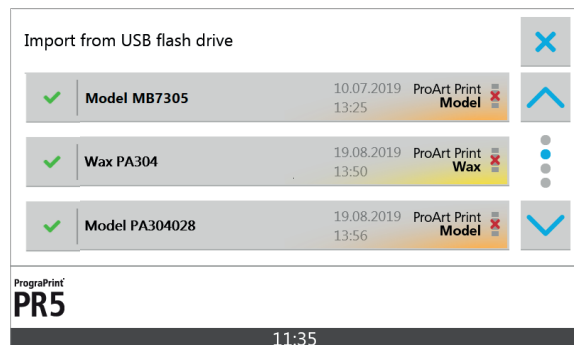 Import from USB flash drive
Model MB7305 10.07.2019 ProArt Print
13:25 Model
Wax PA304 19.08.2019 ProArt Print
13:50 Wax
Model PA304028 19.08.2019 ProArt Print
13:56 Model
PrograPrint
PR5
11:35